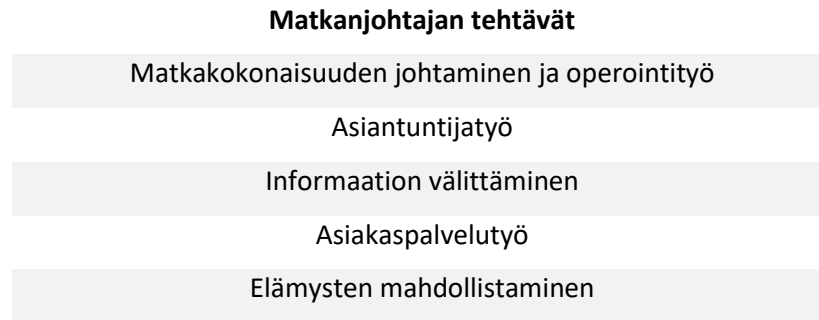 Matkanjohtajan tehtävät
Matkakokonaisuuden johtaminen ja operointityö
Asiantuntijatyö
Informaation välittäminen
Asiakaspalvelutyö
Elämysten mahdollistaminen